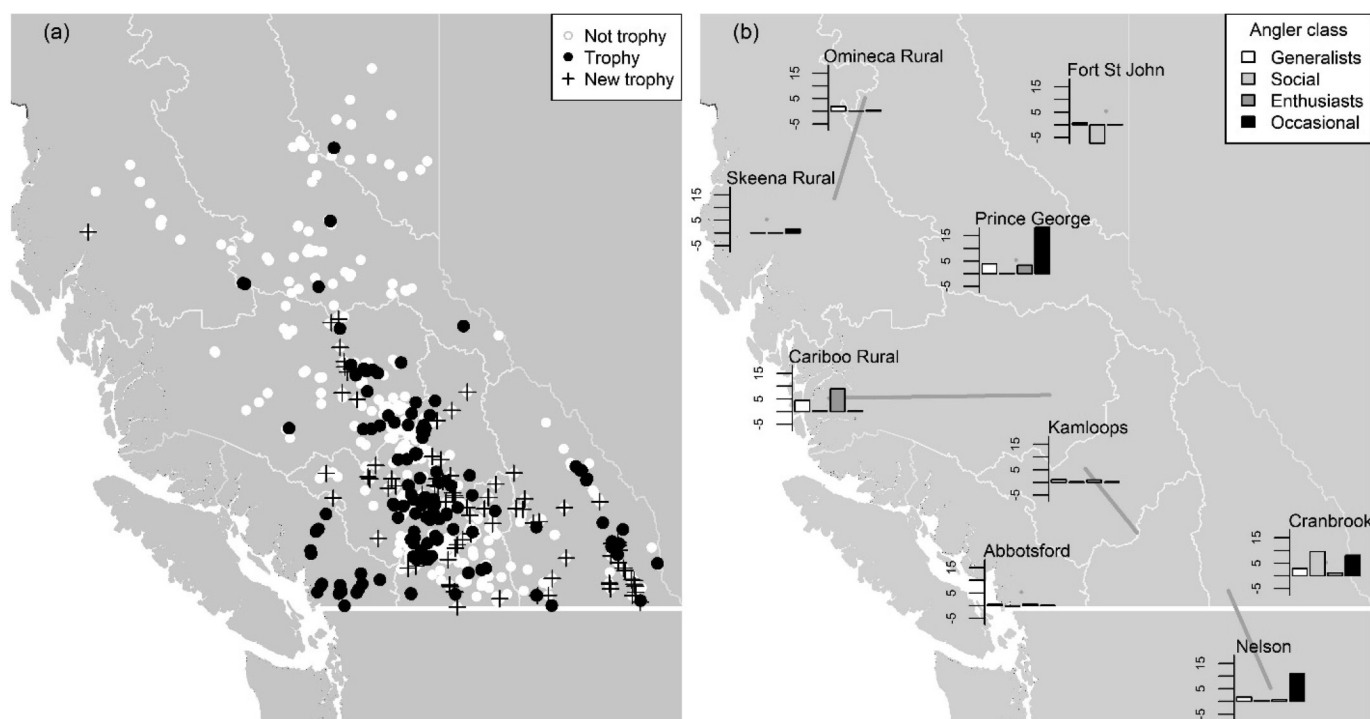 (a)
Not trophy
Trophy
New trophy
(b)
Angler class
Generalists
Social
Enthusiasts
Occasional
Omineca Rural
15
5
-5
Fort St John
15
5
-5
Skeena Rural
15
5
-5
Prince George
15
5
-5
Cariboo Rural
15
5
-5
Kamloops
15
5
-5
Cranbrook
15
5
-5
Abbotsford
15
5
-5
Nelson
15
5
-5